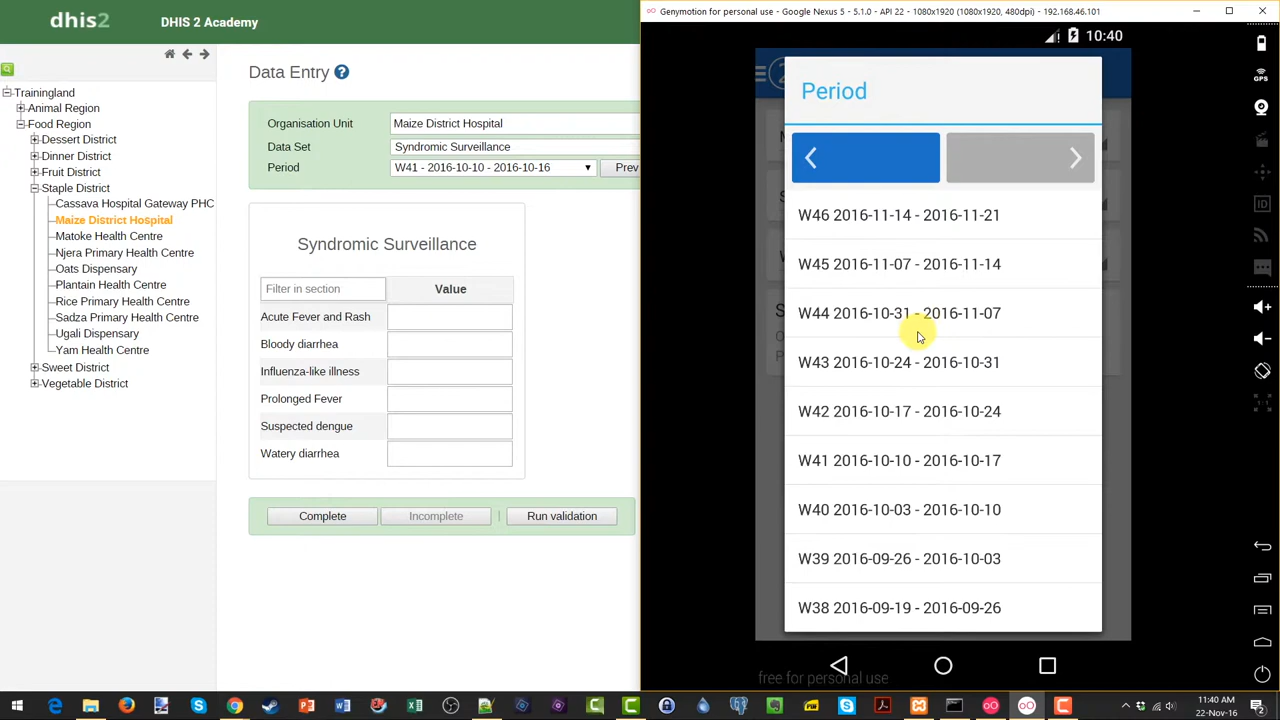 dhis2
DHIS 2 Academy
Trainingland
Animal Region
Food Region
Dessert District
Dinner District
Fruit District
Staple District
Cassava Hospital Gateway PHC
Maize District Hospital
Matoke Health Centre
Njera Primary Health Centre
Oats Dispensary
Plantain Health Centre
Rice Primary Health Centre
Sadza Primary Health Centre
Ugali Dispensary
Yam Health Centre
Sweet District
Vegetable District
Data Entry ?
Organisation Unit
Maize District Hospital
Data Set
Syndromic Surveillance
Period
W41 - 2016-10-10 - 2016-10-16
Prev
Syndromic Surveillance
Filter in section
Value
Acute Fever and Rash
Bloody diarrhea
Influenza-like illness
Prolonged Fever
Suspected dengue
Watery diarrhea
Complete
Incomplete
Run validation
Genymotion for personal use - Google Nexus 5 - 5.1.0 - API 22 - 1080x1920 (1080x1920, 480dpi) - 192.168.46.101
10:40
Period
W46 2016-11-14 - 2016-11-21
W45 2016-11-07 - 2016-11-14
W44 2016-10-31 - 2016-11-07
W43 2016-10-24 - 2016-10-31
W42 2016-10-17 - 2016-10-24
W41 2016-10-10 - 2016-10-17
W40 2016-10-03 - 2016-10-10
W39 2016-09-26 - 2016-10-03
W38 2016-09-19 - 2016-09-26
free for personal use
GPS
ID
11:40 AM
22-Nov-16